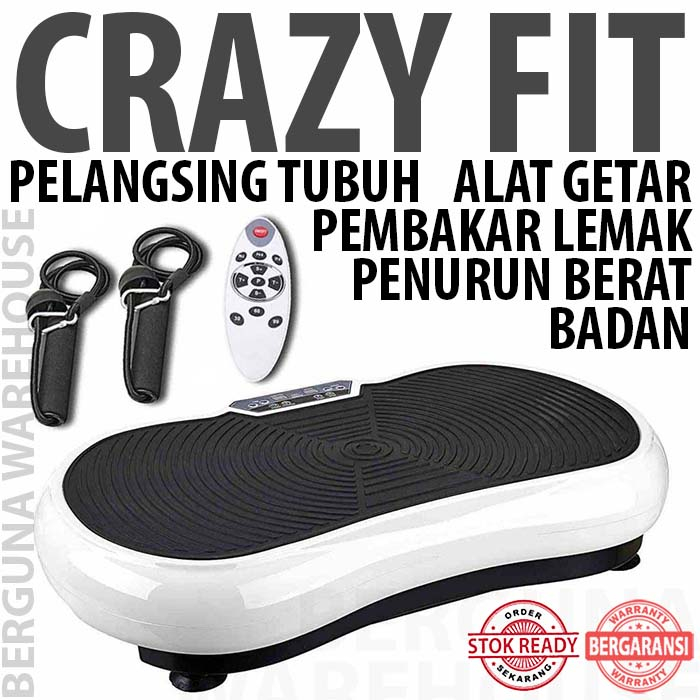 CRAZY FIT
PELANGSING TUBUH ALAT GETAR
PEMBAKAR LEMAK
PENURUN BERAT
BADAN
BERGUNA WAREHOUSE
ORDER
STOK READY
SEKARANG
WARRANTY
BERGARANSI
WARRANTY